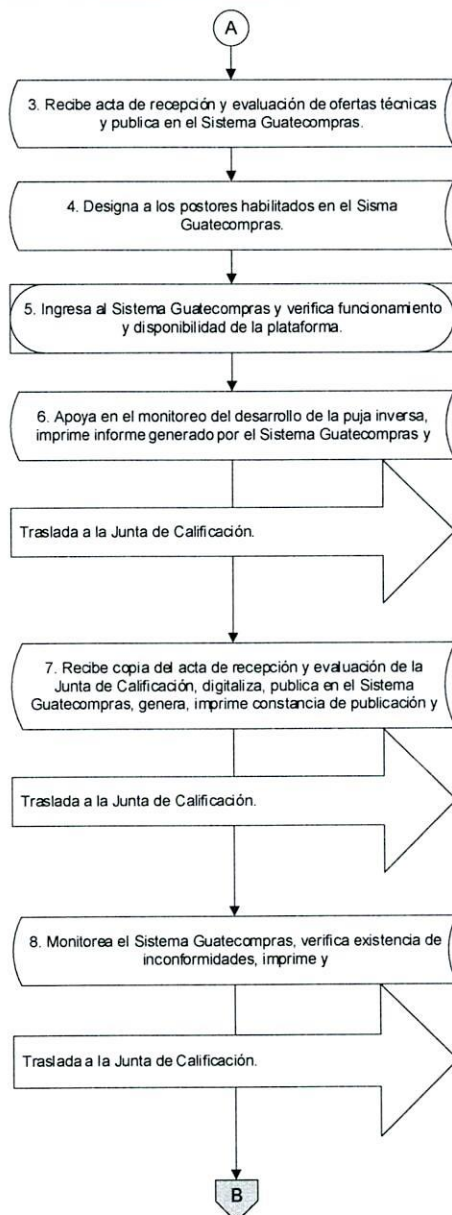 A
3. Recibe acta de recepción y evaluación de ofertas técnicas
y publica en el Sistema Guatecompras.
4. Designa a los postores habilitados en el Sisma
Guatecompras.
5. Ingresa al Sistema Guatecompras y verifica funcionamiento
y disponibilidad de la plataforma.
6. Apoya en el monitoreo del desarrollo de la puja inversa,
imprime informe generado por el Sistema Guatecompras y
Traslada a la Junta de Calificación.
7. Recibe copia del acta de recepción y evaluación de la
Junta de Calificación, digitaliza, publica en el Sistema
Guatecompras, genera, imprime constancia de publicación y
Traslada a la Junta de Calificación.
8. Monitorea el Sistema Guatecompras, verifica existencia de
inconformidades, imprime y
Traslada a la Junta de Calificación.
B